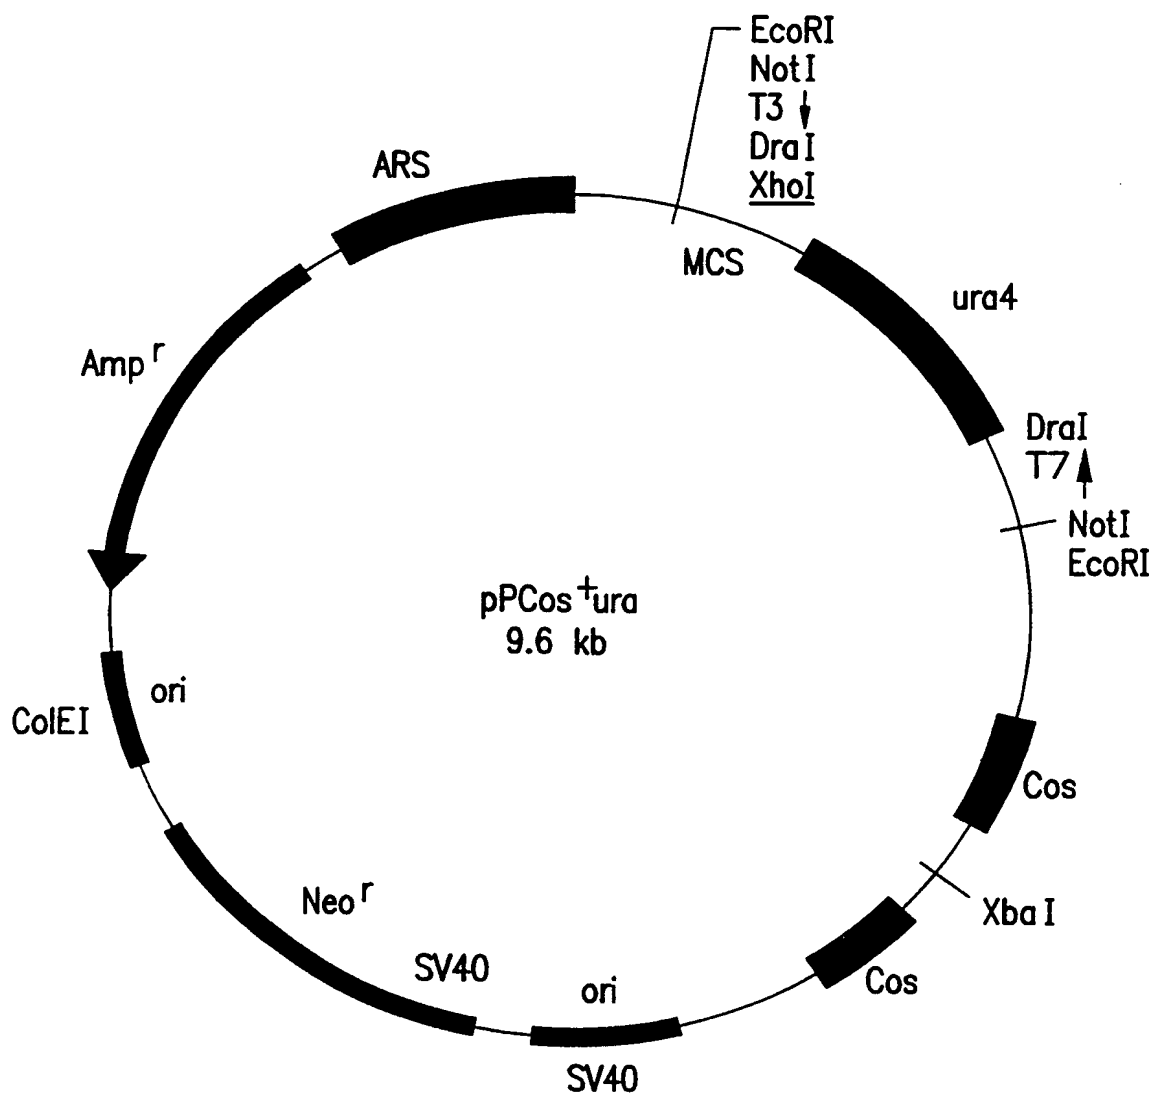 EcoRI
NotI
T3 ↓
DraI
XhoI
ARS
MCS
ura4
Amp r
DraI
T7
NotI
EcoRI
pPCos+ura
9.6 kb
ori
ColEI
Cos
XbaI
Neo r
SV40
ori
Cos
SV40